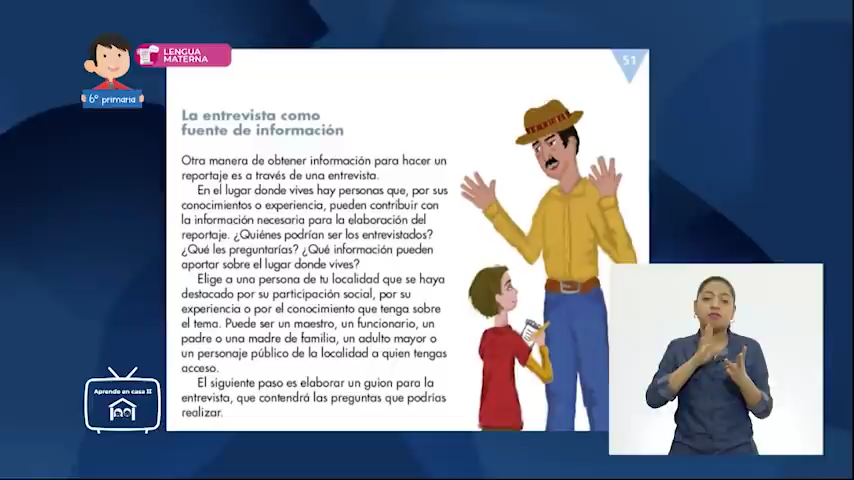 LENGUA
MATERNA
6º primaria
51
La entrevista como
fuente de información
Otra manera de obtener información para hacer un
reportaje es a través de una entrevista.
En el lugar donde vives hay personas que, por sus
conocimientos o experiencia, pueden contribuir con
la información necesaria para la elaboración del
reportaje. ¿Quiénes podrían ser los entrevistados?
¿Qué les preguntarías? ¿Qué información pueden
aportar sobre el lugar donde vives?
Elige a una persona de tu localidad que se haya
destacado por su participación social, por su
experiencia o por el conocimiento que tenga sobre
el tema. Puede ser un maestro, un funcionario, un
padre o una madre de familia, un adulto mayor o
un personaje público de la localidad a quien tengas
acceso.
El siguiente paso es elaborar un guion para la
entrevista, que contendrá las preguntas que podrías
realizar.
Aprende en casa II